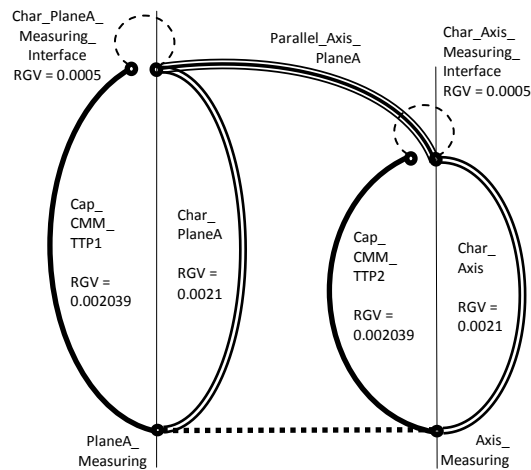 Char_PlaneA_
Measuring_
Interface
RGV = 0.0005
Parallel_Axis_
PlaneA
Char_Axis_
Measuring_
Interface
RGV = 0.0005
Cap_
CMM_
TTP1
RGV =
0.002039
Char_
PlaneA
RGV =
0.0021
Cap_
CMM_
TTP2
RGV =
0.002039
Char_
Axis
RGV =
0.0021
PlaneA_
Measuring
Axis_
Measuring